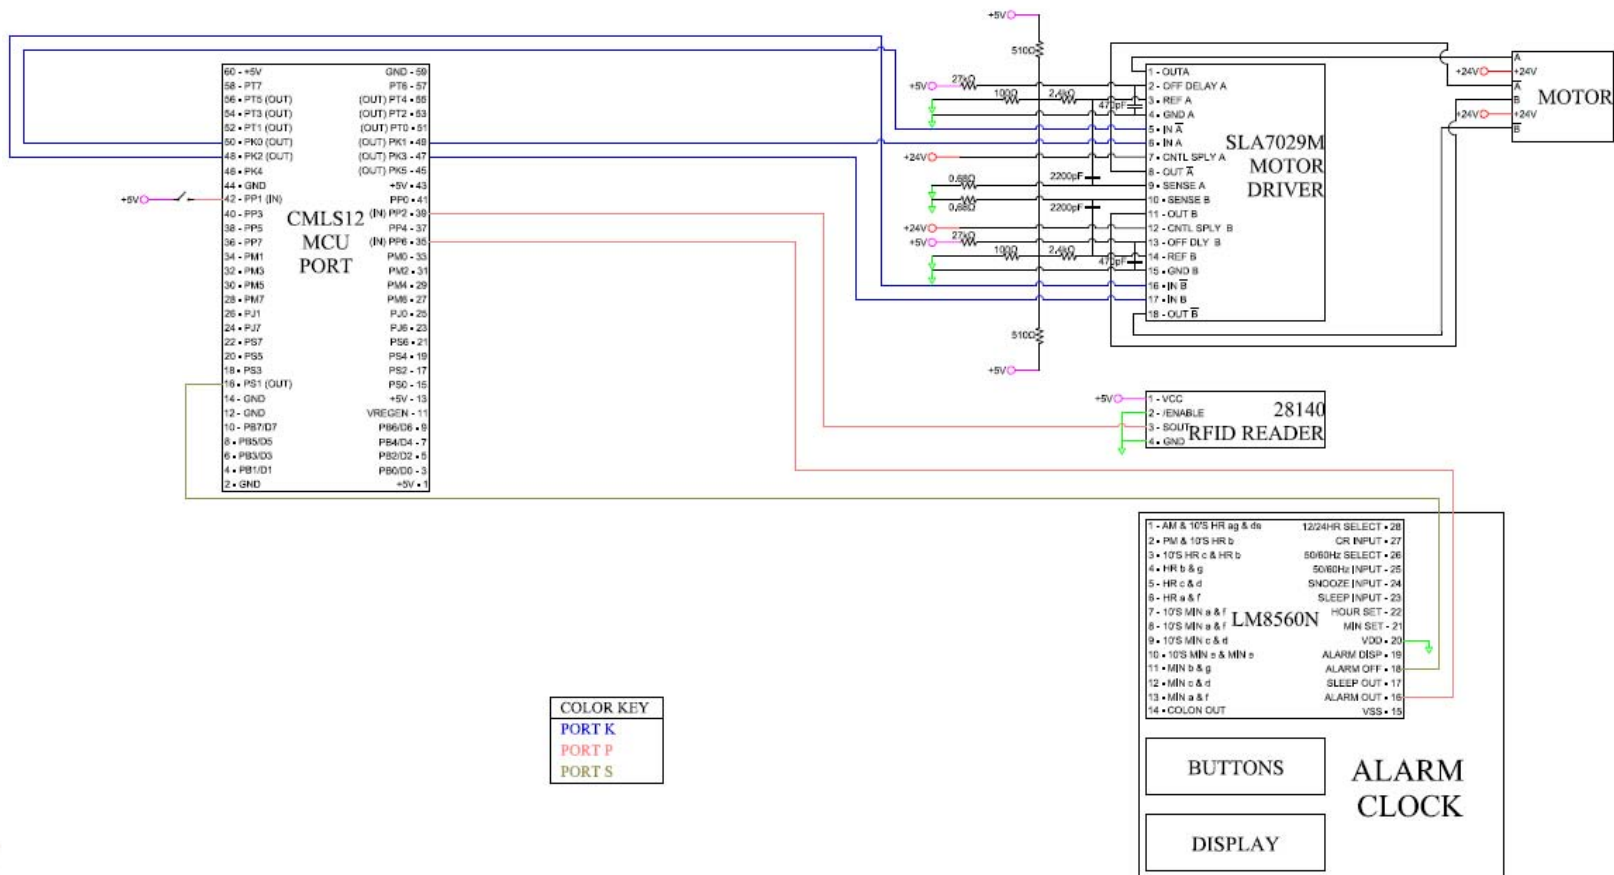 +5V
510Ω
60 - +5V
58 - PT7
56 - PT5 (OUT)
54 - PT3 (OUT)
52 - PT1 (OUT)
50 - PK0 (OUT)
48 - PK2 (OUT)
46 - PK4
44 - GND
42 - PP1 (IN)
40 - PP3
38 - PP5
36 - PP7
34 - PM1
32 - PM3
30 - PM5
28 - PM7
26 - PJ1
24 - PJ7
22 - PS7
20 - PS5
18 - PS3
16 - PS1 (OUT)
14 - GND
12 - GND
10 - PB7/D7
8 - PB5/D5
6 - PB3/D3
4 - PB1/D1
2 - GND
+5V
CMLS12
MCU
PORT
GND - 59
PT6 - 57
(OUT) PT4 - 55
(OUT) PT2 - 53
(OUT) PT0 - 51
(OUT) PK1 - 49
(OUT) PK3 - 47
(OUT) PK5 - 45
+5V - 43
PP0 - 41
(IN) PP2 - 39
PP4 - 37
(IN) PP6 - 35
PM0 - 33
PM2 - 31
PM4 - 29
PM6 - 27
PJ0 - 25
PJ6 - 23
PS6 - 21
PS4 - 19
PS2 - 17
PS0 - 15
+5V - 13
VREGEN - 11
PB6/D6 - 9
PB4/D4 - 7
PB2/D2 - 5
PB0/D0 - 3
+5V - 1
+5V
27kΩ
100Ω
2.4kΩ
470pF
+24V
0.68Ω
0.68Ω
2200pF
2200pF
+24V
+5V
27kΩ
100Ω
2.4kΩ
470pF
510Ω
+5V
1 - OUTA
2 - OFF DELAY A
3 - REF A
4 - GND A
5 - IN A̅
6 - IN A
7 - CNTL SPLY A
8 - OUT A̅
9 - SENSE A
10 - SENSE B
11 - OUT B
12 - CNTL SPLY B
13 - OFF DLY B
14 - REF B
15 - GND B
16 - IN B̅
17 - IN B
18 - OUT B̅
SLA7029M
MOTOR
DRIVER
A
+24V +24V
A̅
B
+24V +24V
B̅
MOTOR
+5V
1 - VCC
2 - /ENABLE
3 - SOUT
4 - GND
28140
RFID READER
1 - AM & 10'S HR ag & de
2 - PM & 10'S HR b
3 - 10'S HR c & HR b
4 - HR b & g
5 - HR c & d
6 - HR a & f
7 - 10'S MIN a & f
8 - 10'S MIN a & f
9 - 10'S MIN c & d
10 - 10'S MIN e & MIN e
11 - MIN b & g
12 - MIN c & d
13 - MIN a & f
14 - COLON OUT
LM8560N
12/24HR SELECT - 28
CR INPUT - 27
50/60Hz SELECT - 26
50/60Hz INPUT - 25
SNOOZE INPUT - 24
SLEEP INPUT - 23
HOUR SET - 22
MIN SET - 21
VDD - 20
ALARM DISP - 19
ALARM OFF - 18
SLEEP OUT - 17
ALARM OUT - 16
VSS - 15
BUTTONS
DISPLAY
ALARM
CLOCK
COLOR KEY
PORT K
PORT P
PORT S